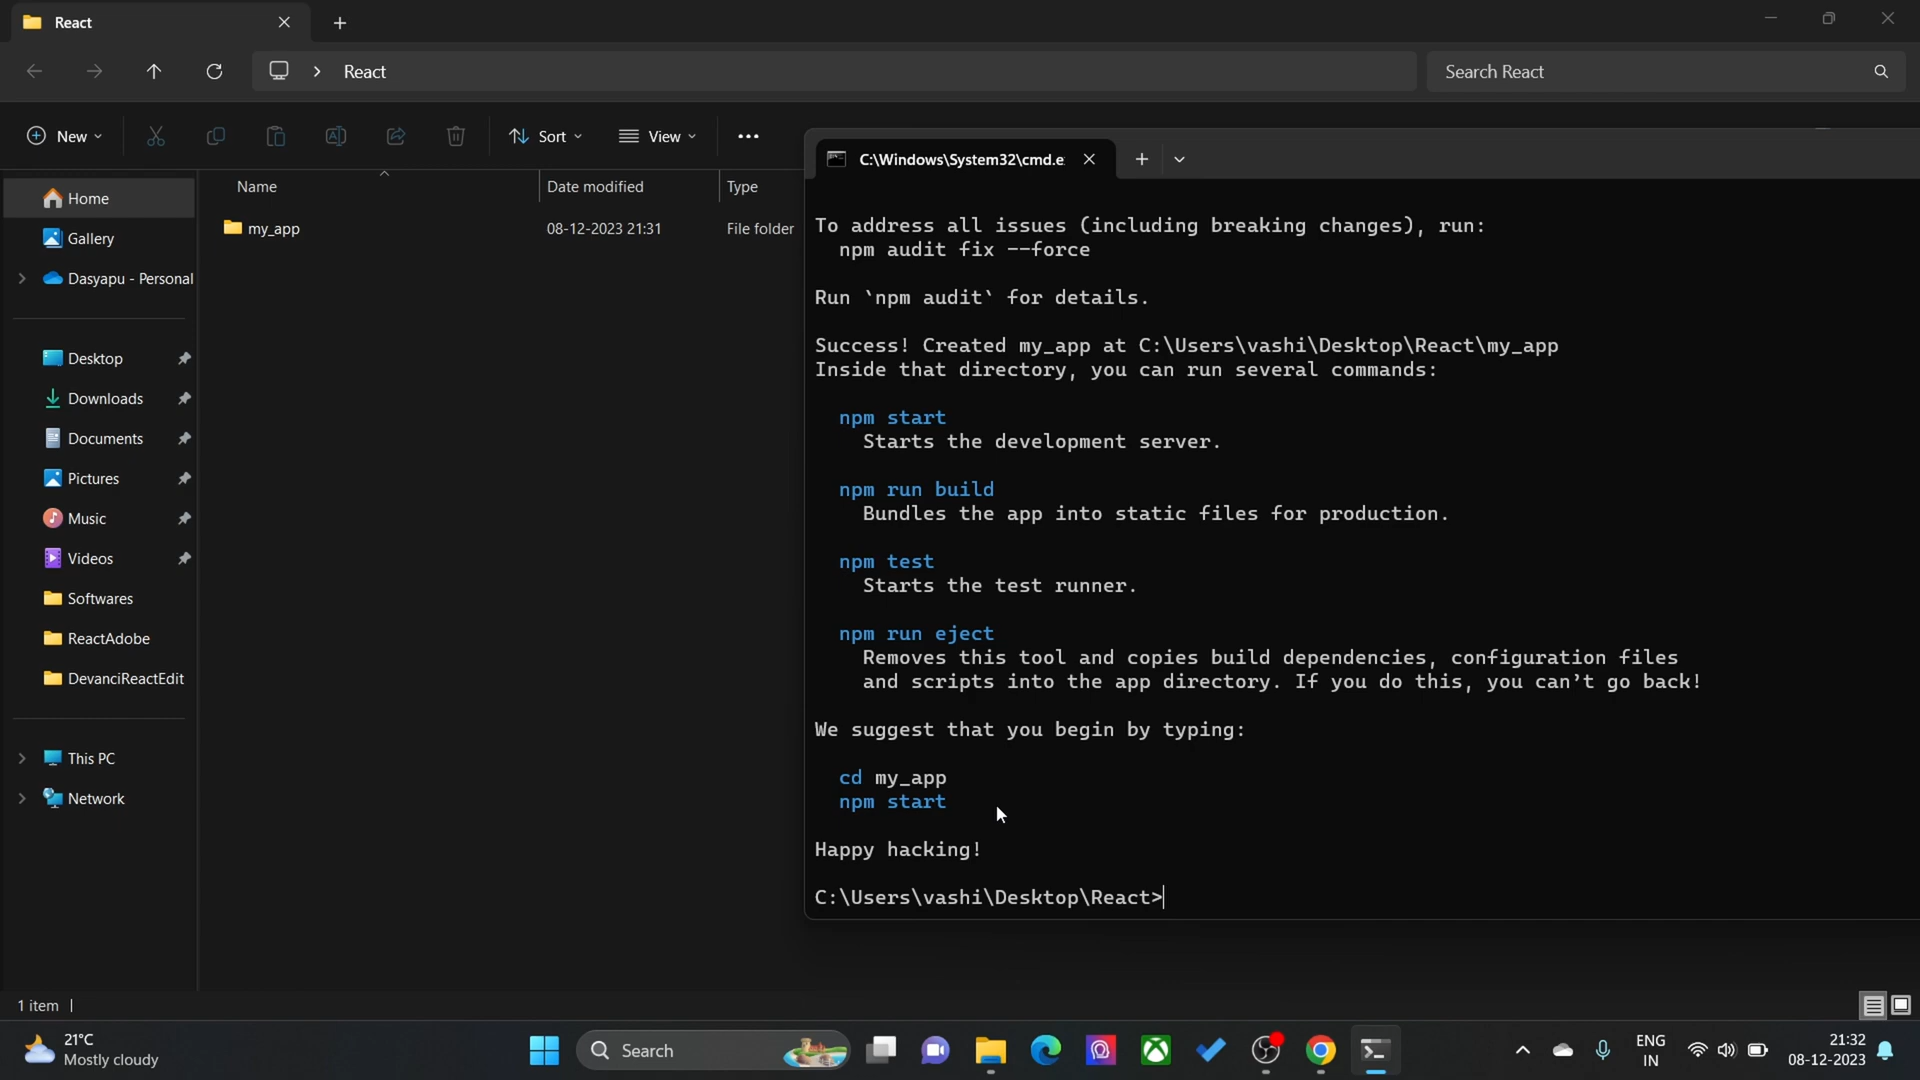 React
React
Search React
New
Sort
View
Name
Date modified
Type
my_app
08-12-2023 21:31
File folder
Home
Gallery
Dasyapu - Personal
Desktop
Downloads
Documents
Pictures
Music
Videos
Softwares
ReactAdobe
DevanciReactEdit
This PC
Network
1 item
C:\Windows\System32\cmd.e
To address all issues (including breaking changes), run:
npm audit fix --force
Run `npm audit` for details.
Success! Created my_app at C:\Users\vashi\Desktop\React\my_app
Inside that directory, you can run several commands:
npm start
Starts the development server.
npm run build
Bundles the app into static files for production.
npm test
Starts the test runner.
npm run eject
Removes this tool and copies build dependencies, configuration files
and scripts into the app directory. If you do this, you can't go back!
We suggest that you begin by typing:
cd my_app
npm start
Happy hacking!
C:\Users\vashi\Desktop\React>
21°C
Mostly cloudy
Search
ENG
IN
21:32
08-12-2023